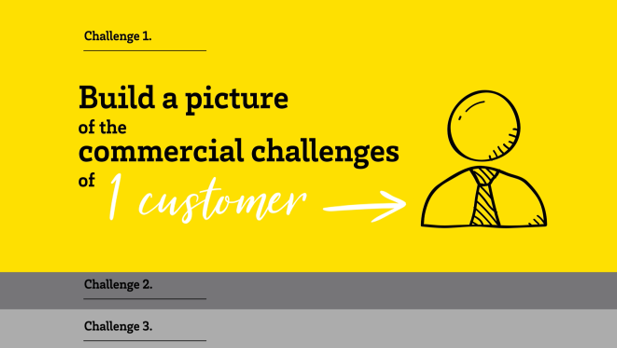 Challenge 1.
Build a picture
of the
commercial challenges
of 1 customer
Challenge 2.
Challenge 3.